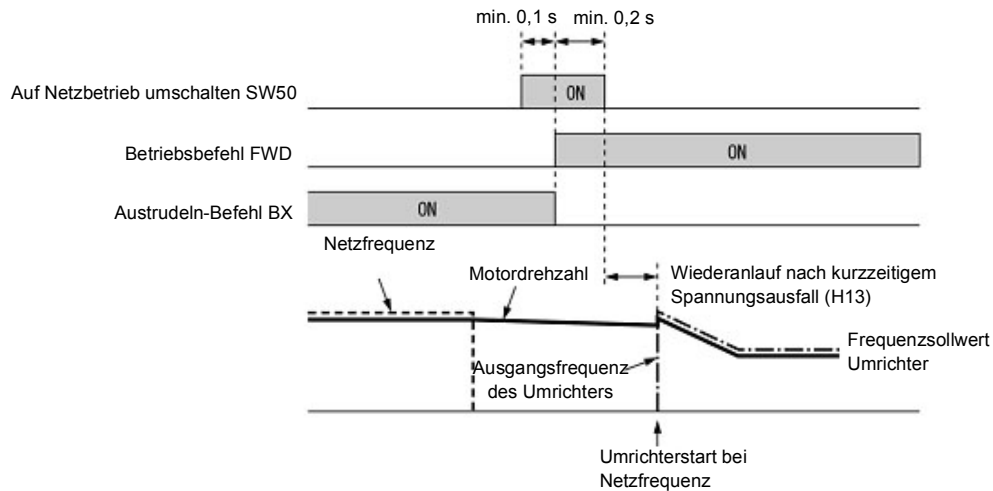 min. 0,1 s
min. 0,2 s
Auf Netzbetrieb umschalten SW50
ON
Betriebsbefehl FWD
ON
Austrudeln-Befehl BX
ON
Netzfrequenz
Motordrehzahl
Wiederanlauf nach kurzzeitigem
Spannungsausfall (H13)
Frequenzsollwert
Umrichter
Ausgangsfrequenz
des Umrichters
Umrichterstart bei
Netzfrequenz